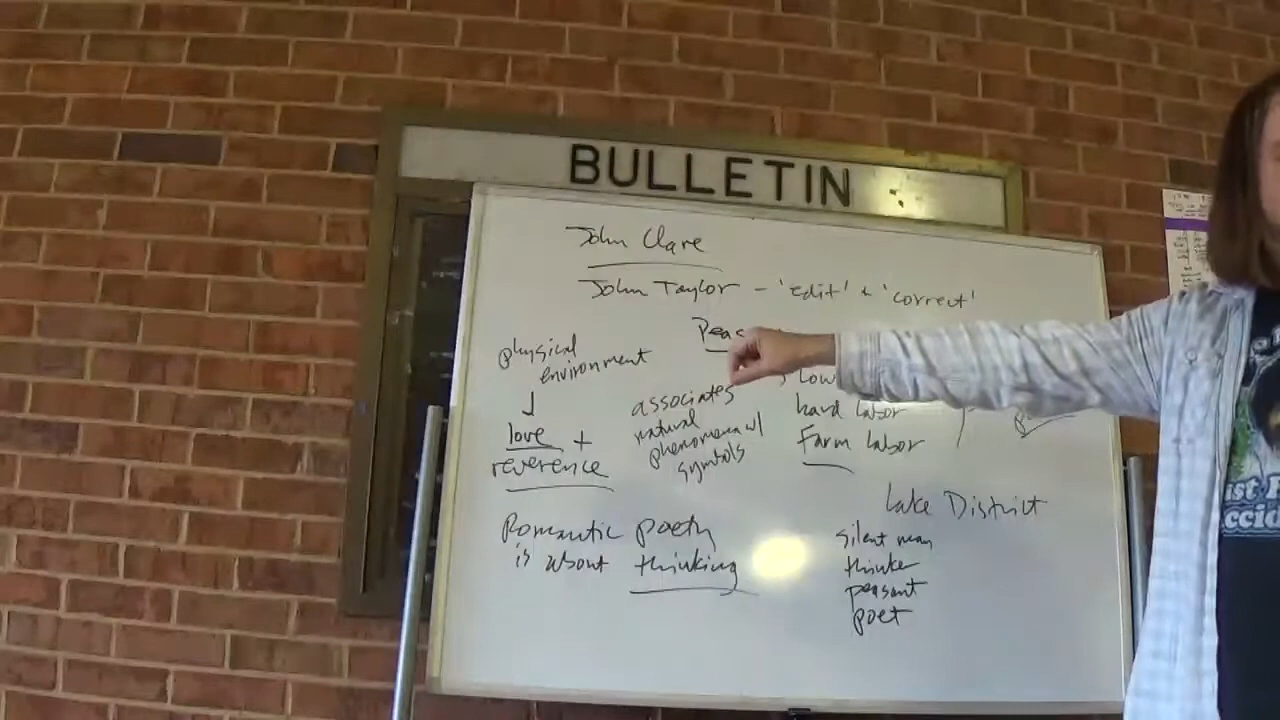 BULLETIN
John Clare
John Taylor - 'edit' + 'correct'
Peas
physical
environment
love +
reverence
associates
natural
phenomena w/
symbols
Low
hard labor
Farm labor
Romantic poetry
is about thinking
Lake District
silent man
thinker
peasant
poet